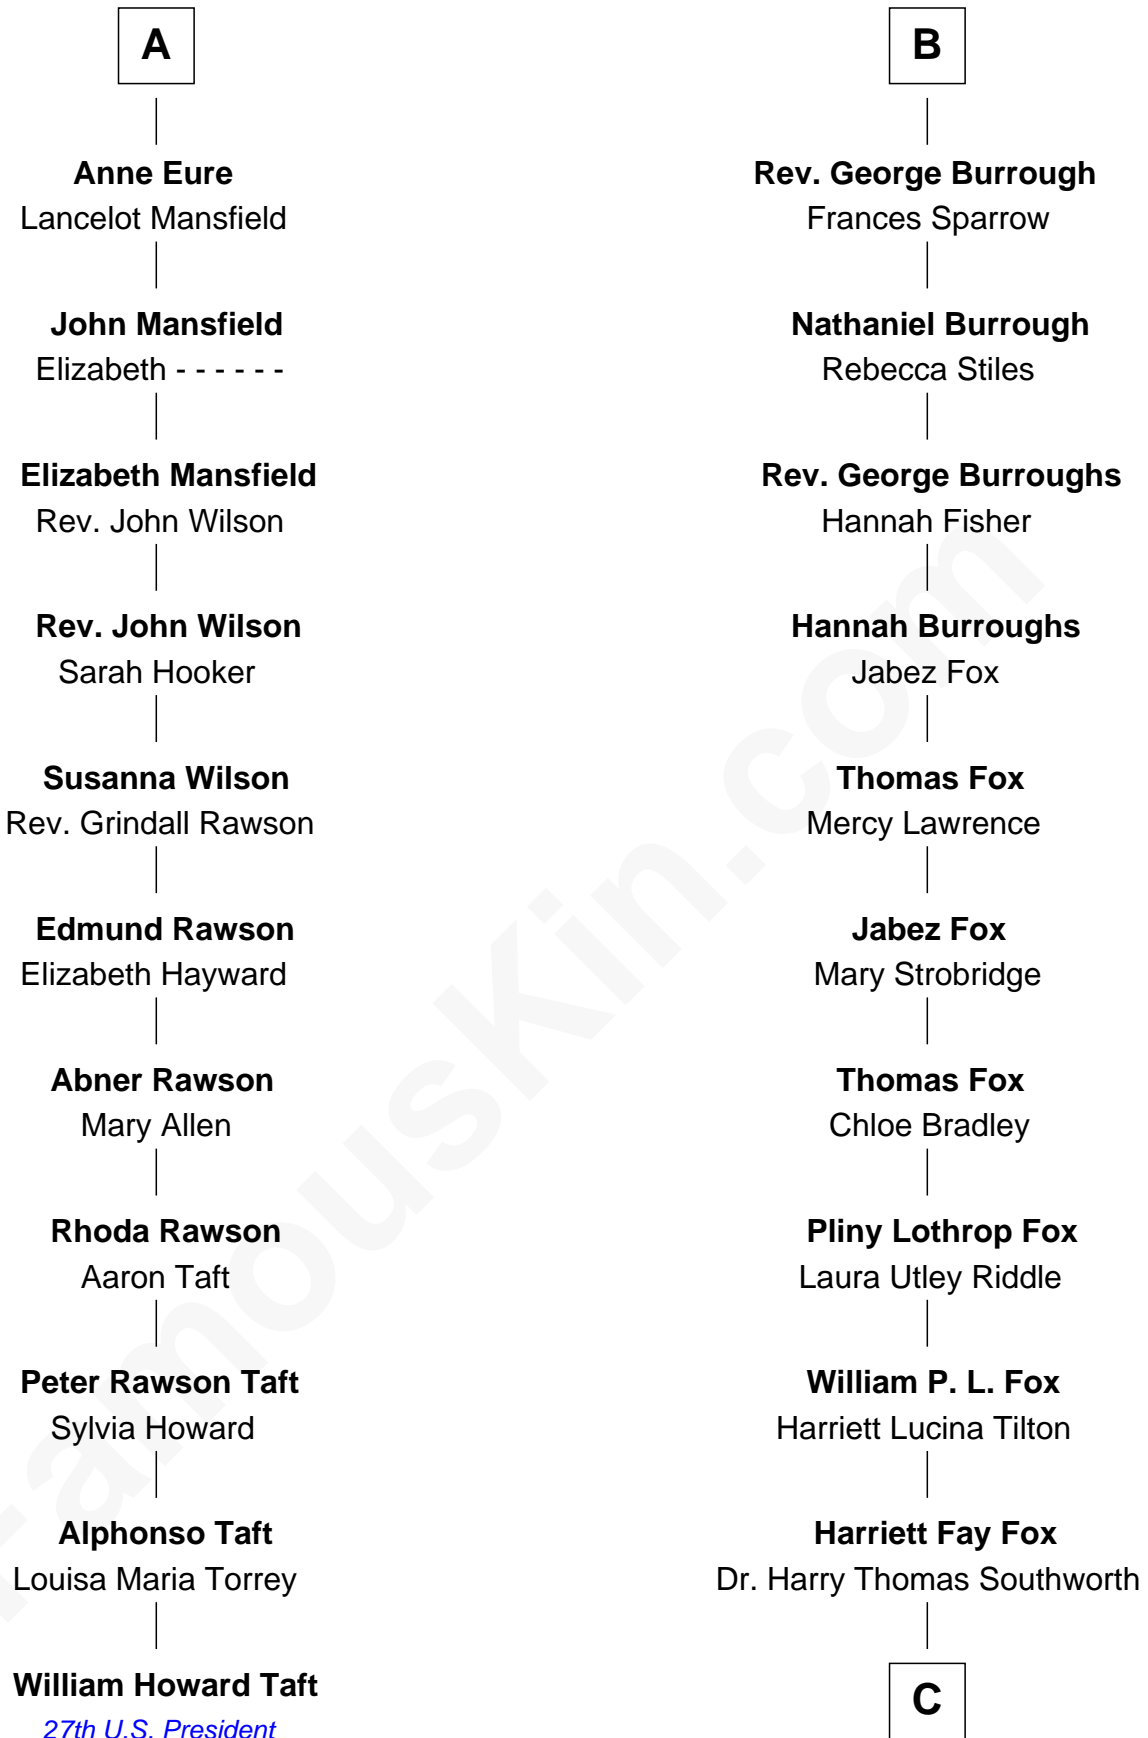 A
Anne Eure
Lancelot Mansfield
John Mansfield
Elizabeth - - - - - -
Elizabeth Mansfield
Rev. John Wilson
Rev. John Wilson
Sarah Hooker
Susanna Wilson
Rev. Grindall Rawson
Edmund Rawson
Elizabeth Hayward
Abner Rawson
Mary Allen
Rhoda Rawson
Aaron Taft
Peter Rawson Taft
Sylvia Howard
Alphonso Taft
Louisa Maria Torrey
William Howard Taft
27th U.S. President
B
Rev. George Burrough
Frances Sparrow
Nathaniel Burrough
Rebecca Stiles
Rev. George Burroughs
Hannah Fisher
Hannah Burroughs
Jabez Fox
Thomas Fox
Mercy Lawrence
Jabez Fox
Mary Strobridge
Thomas Fox
Chloe Bradley
Pliny Lothrop Fox
Laura Utley Riddle
William P. L. Fox
Harriett Lucina Tilton
Harriett Fay Fox
Dr. Harry Thomas Southworth
C
FamousKin.com